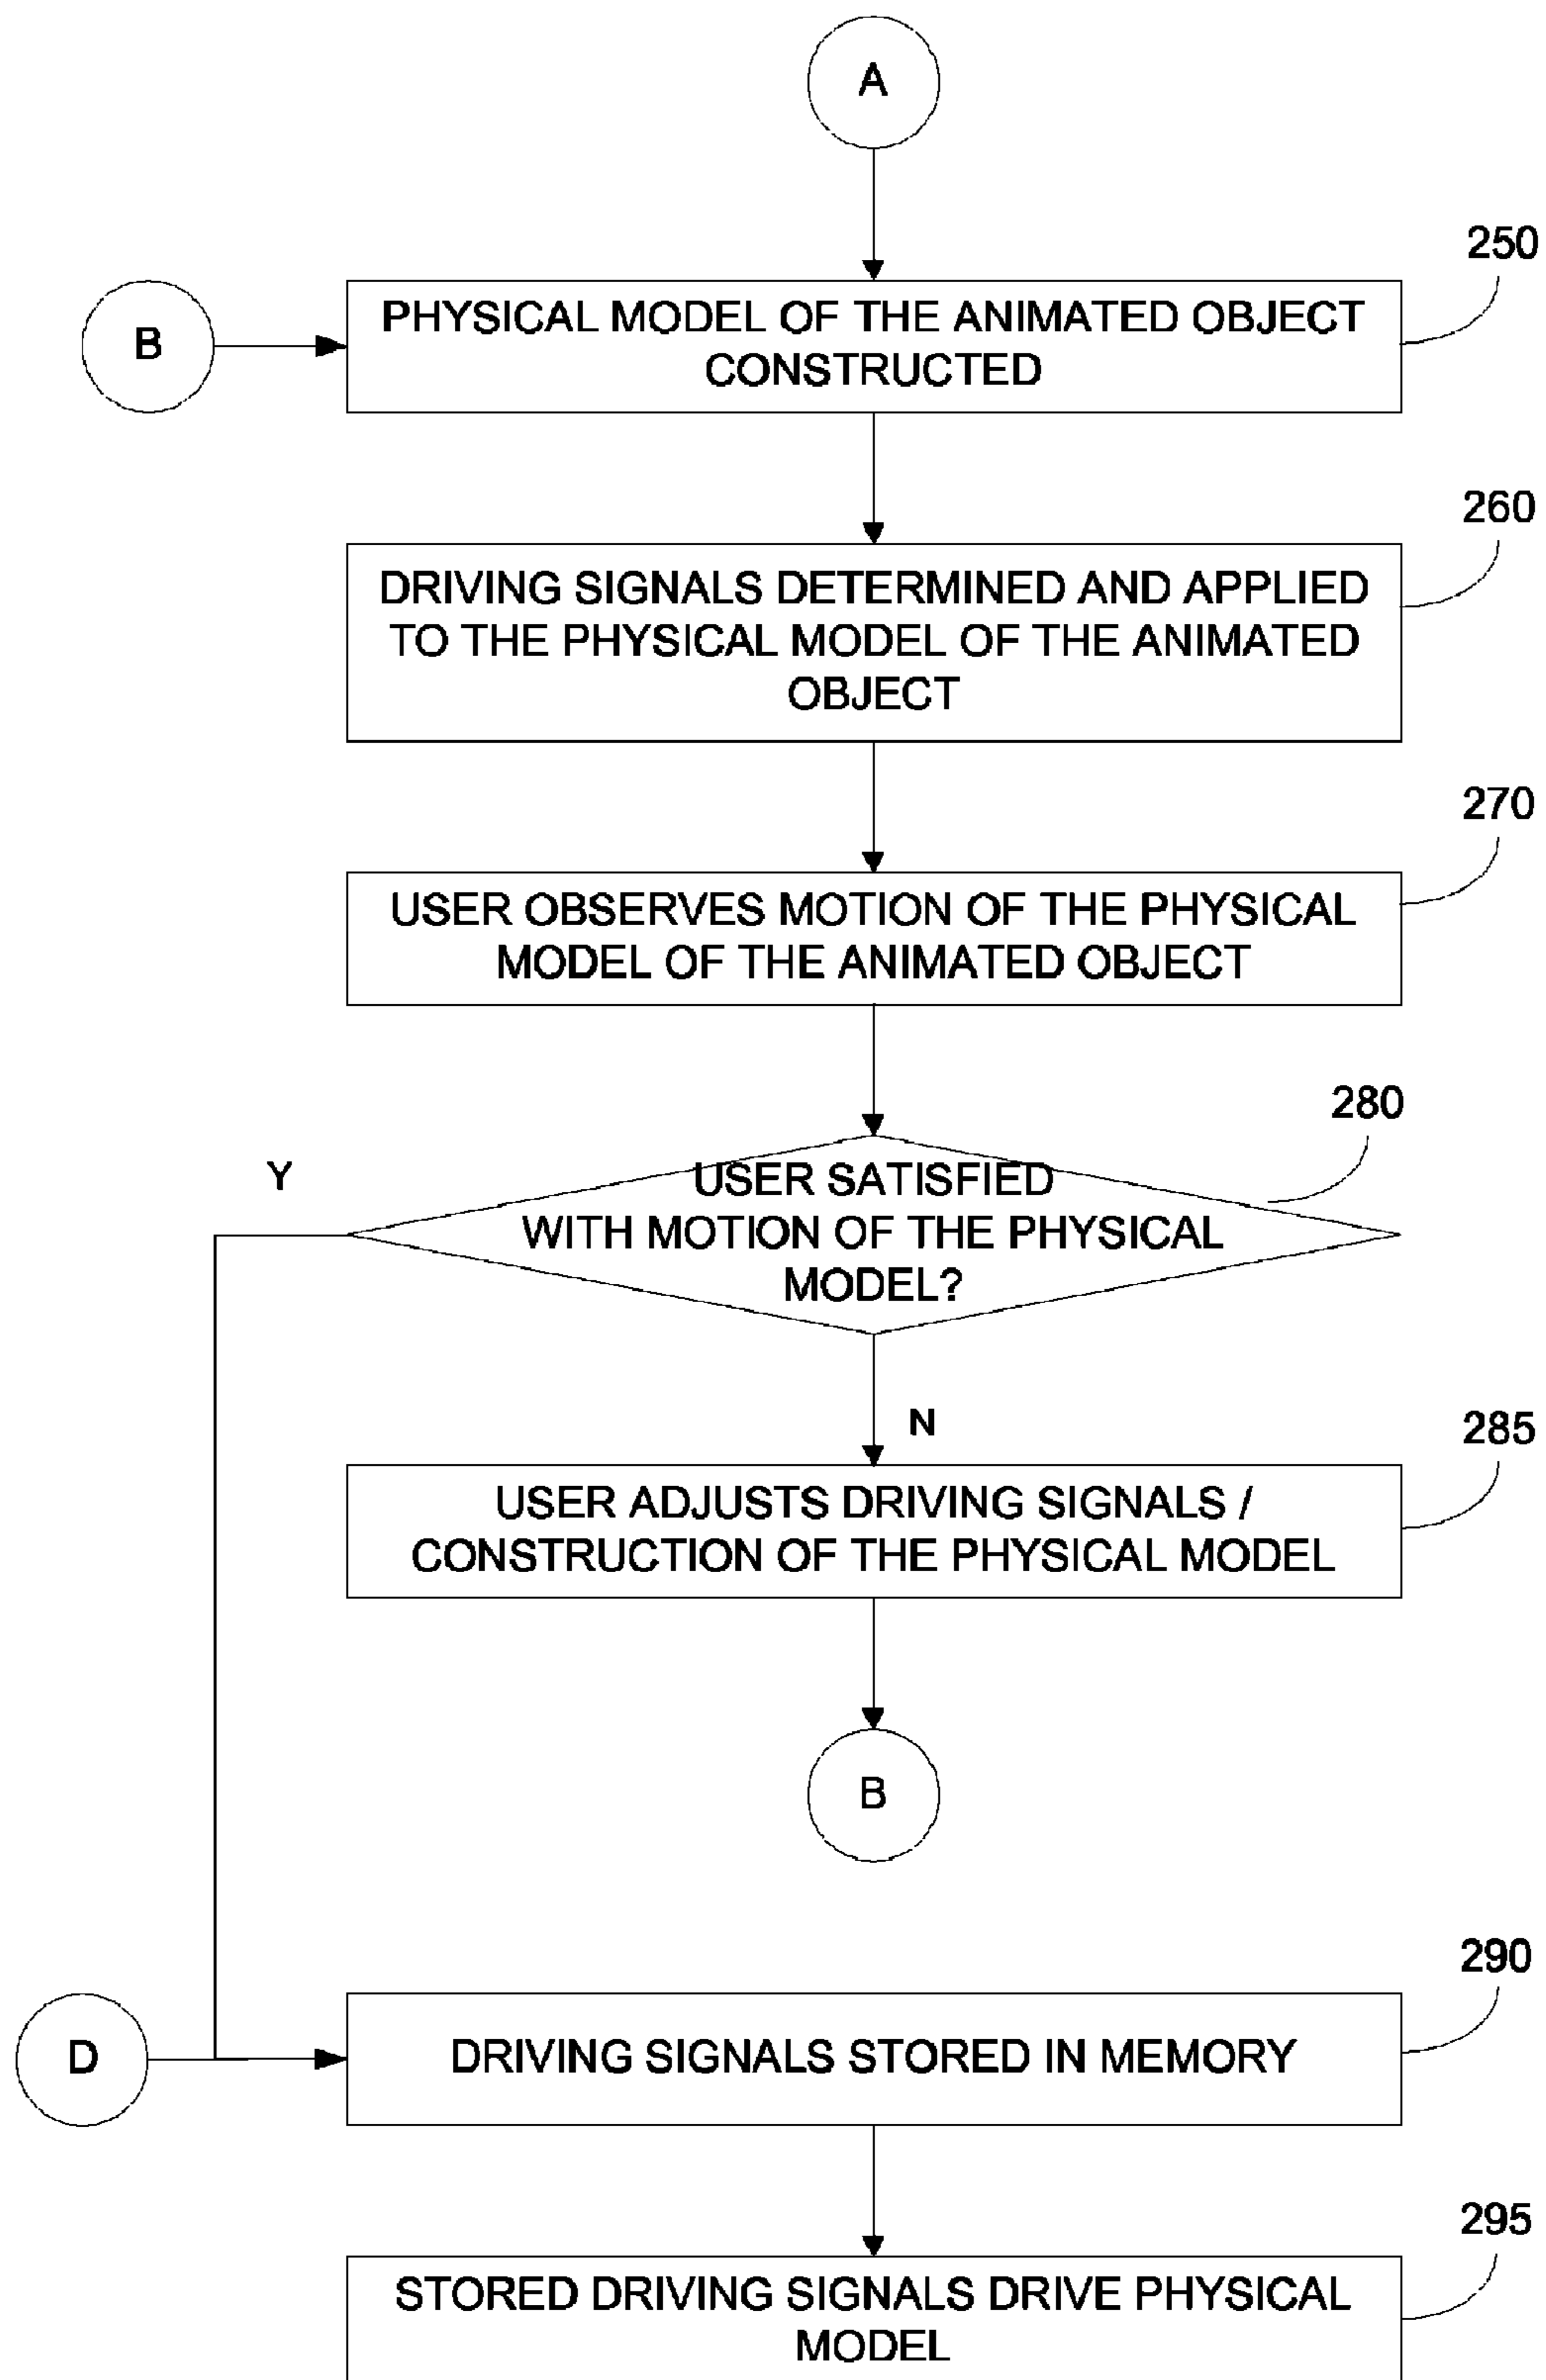 A
250
B
PHYSICAL MODEL OF THE ANIMATED OBJECT
CONSTRUCTED
260
DRIVING SIGNALS DETERMINED AND APPLIED
TO THE PHYSICAL MODEL OF THE ANIMATED
OBJECT
270
USER OBSERVES MOTION OF THE PHYSICAL
MODEL OF THE ANIMATED OBJECT
280
Y
USER SATISFIED
WITH MOTION OF THE PHYSICAL
MODEL?
N
285
USER ADJUSTS DRIVING SIGNALS /
CONSTRUCTION OF THE PHYSICAL MODEL
B
290
D
DRIVING SIGNALS STORED IN MEMORY
295
STORED DRIVING SIGNALS DRIVE PHYSICAL
MODEL